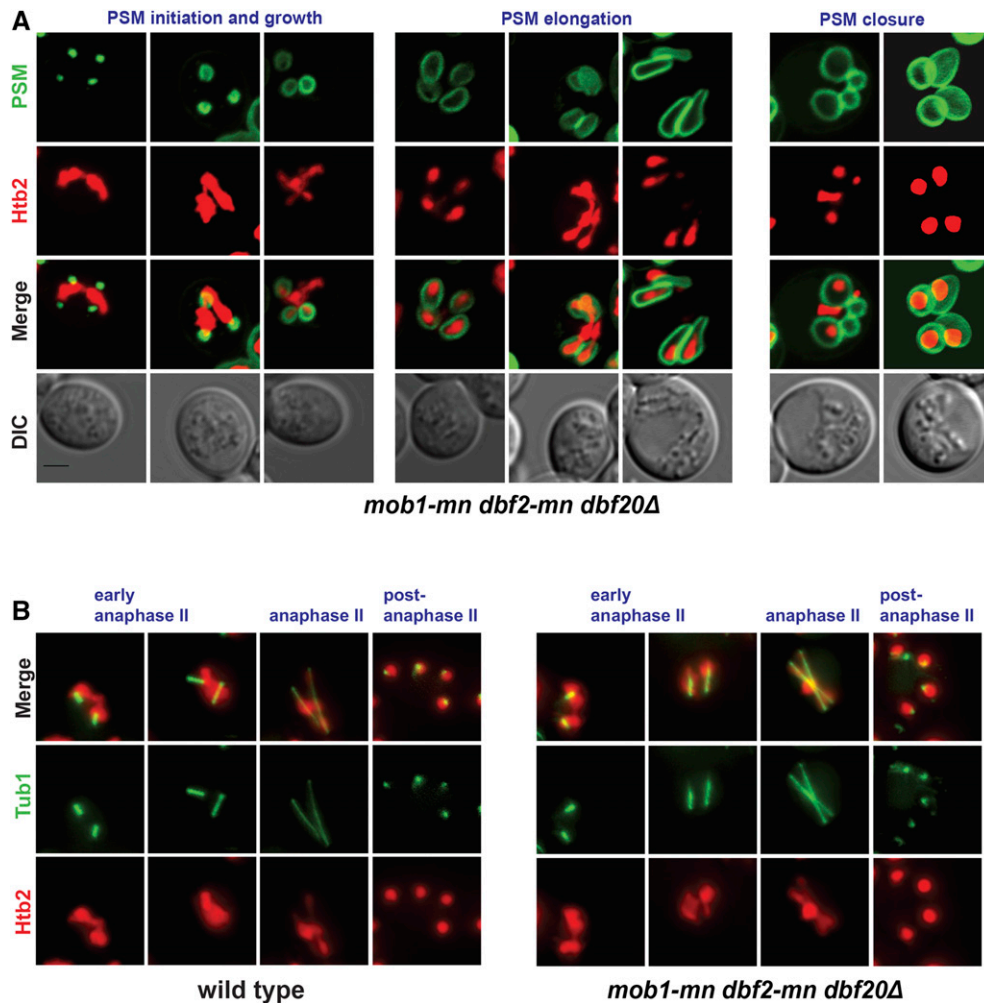 A
PSM initiation and growth
PSM elongation
PSM closure
PSM
Htb2
Merge
DIC
mob1-mn dbf2-mn dbf20Δ
B
early
anaphase II
anaphase II
post-
anaphase II
early
anaphase II
anaphase II
post-
anaphase II
Merge
Tub1
Htb2
wild type
mob1-mn dbf2-mn dbf20Δ